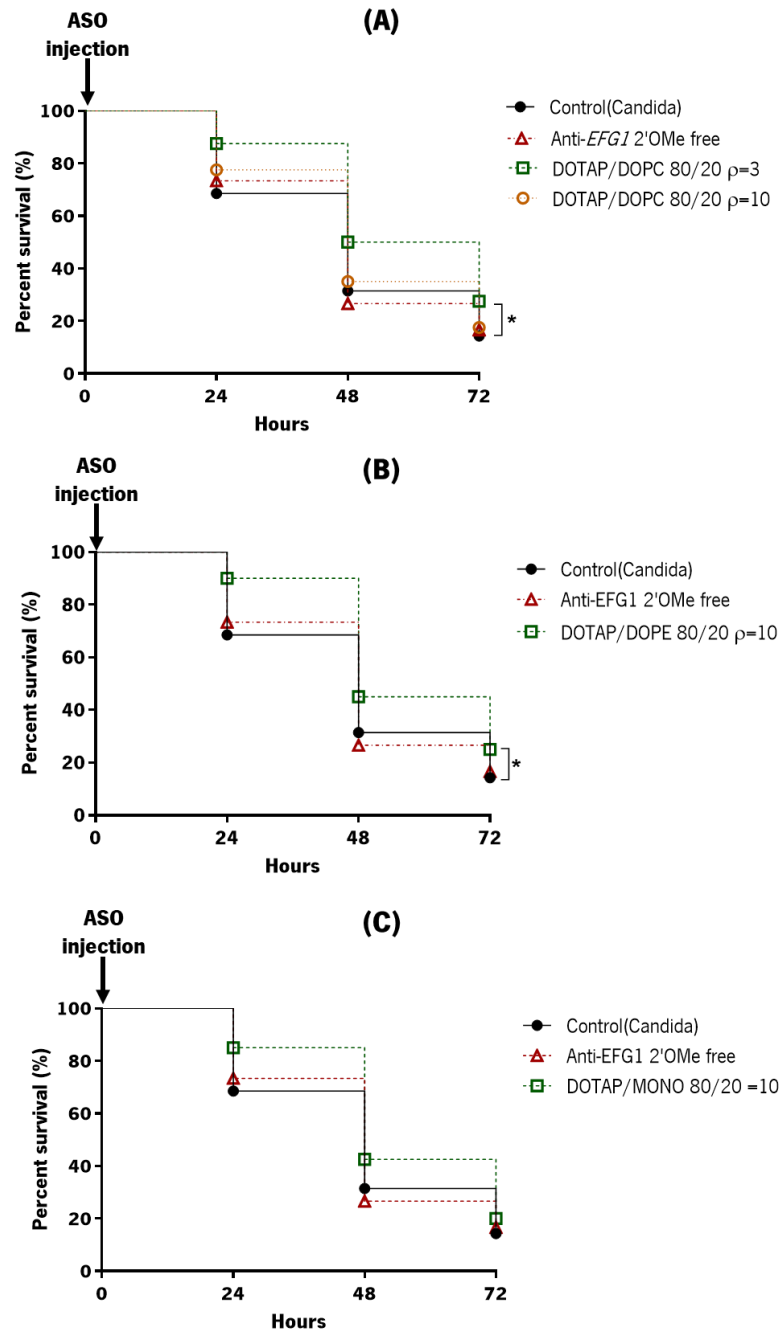 ASO
injection
(A)
Percent survival (%)
100
80
60
40
20
0
0
24
48
72
Hours
Control(Candida)
Anti-EFG1 2'OMe free
DOTAP/DOPC 80/20 ρ=3
DOTAP/DOPC 80/20 ρ=10
*
ASO
injection
(B)
Percent survival (%)
100
80
60
40
20
0
0
24
48
72
Hours
Control(Candida)
Anti-EFG1 2'OMe free
DOTAP/DOPE 80/20 ρ=10
*
ASO
injection
(C)
Percent survival (%)
100
80
60
40
20
0
0
24
48
72
Hours
Control(Candida)
Anti-EFG1 2'OMe free
DOTAP/MONO 80/20 =10